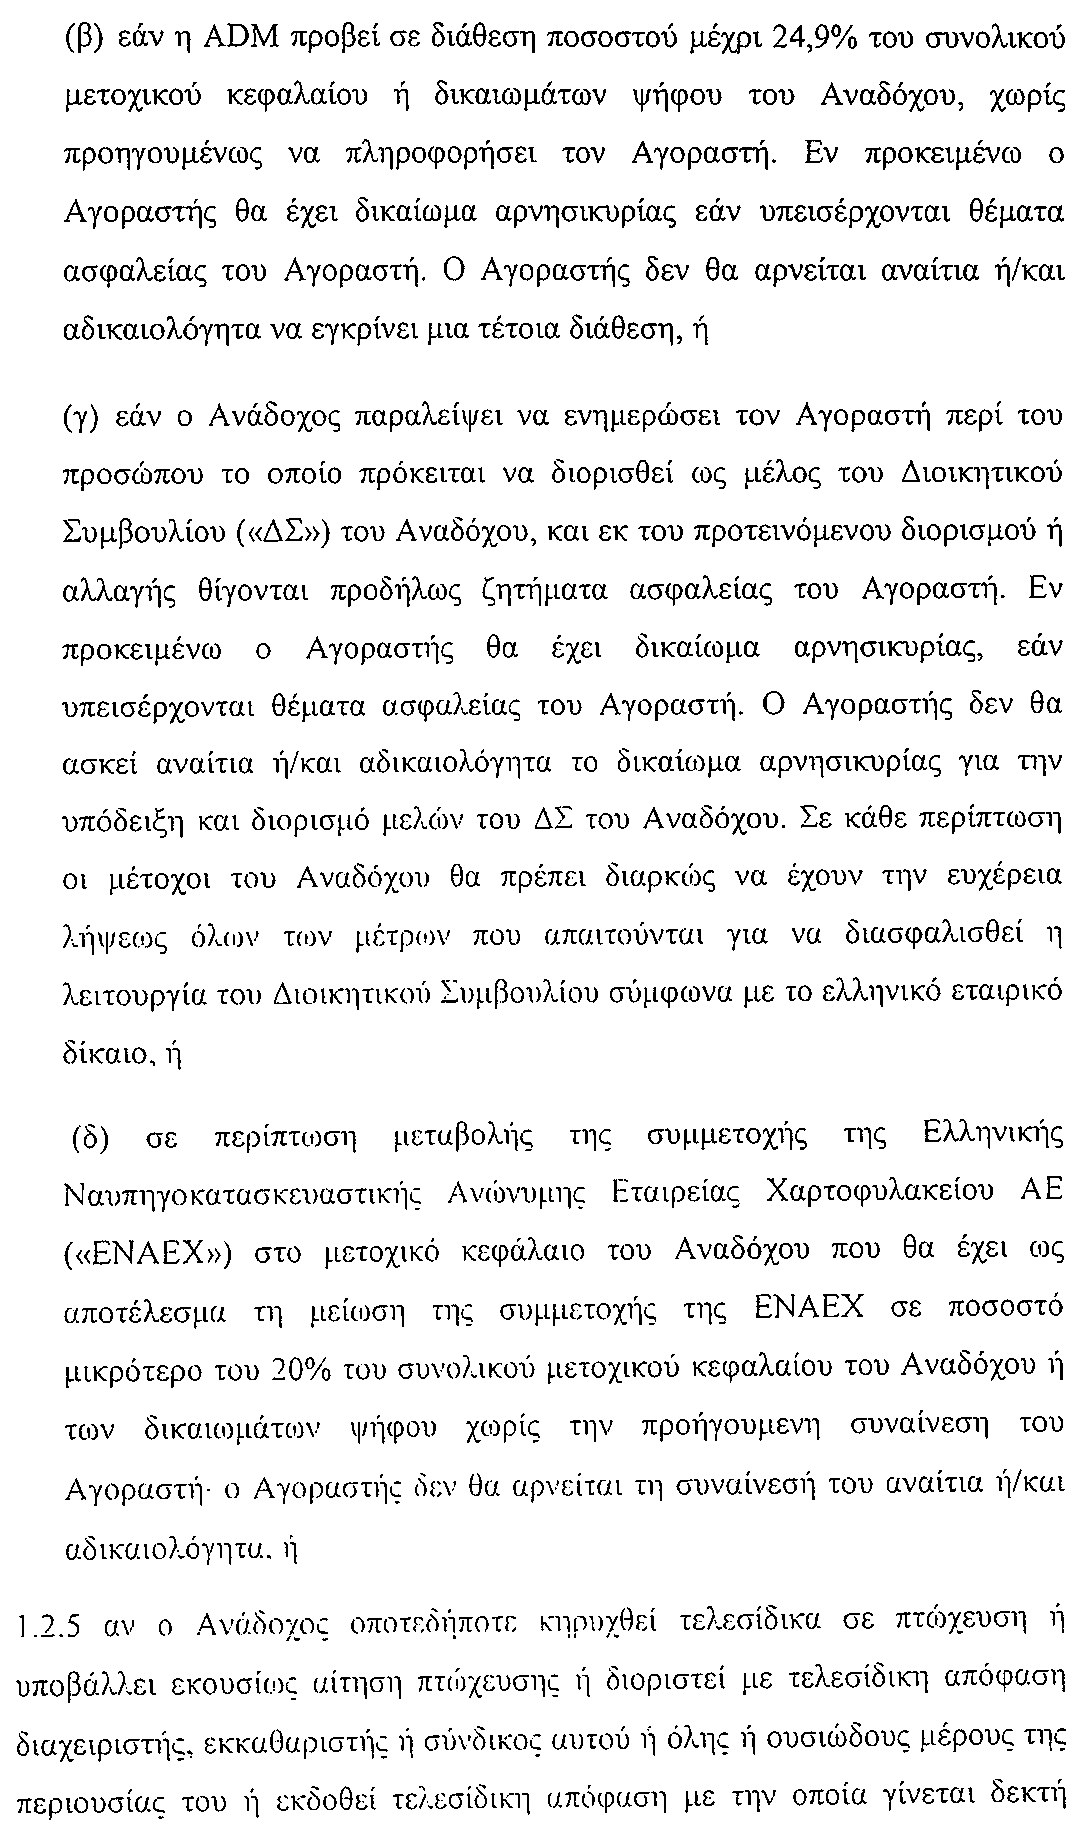 (β) εάν η ADM προβεί σε διάθεση ποσοστού μέχρι 24,9% του συνολικού
μετοχικού κεφαλαίου ή δικαιωμάτων ψήφου του Αναδόχου, χωρίς
προηγουμένως να πληροφορήσει τον Αγοραστή. Εν προκειμένω ο
Αγοραστής θα έχει δικαίωμα αρνησικυρίας εάν υπεισέρχονται θέματα
ασφαλείας του Αγοραστή. Ο Αγοραστής δεν θα αρνείται αναίτια ή/και
αδικαιολόγητα να εγκρίνει μια τέτοια διάθεση, ή
(γ) εάν ο Ανάδοχος παραλείψει να ενημερώσει τον Αγοραστή περί του
προσώπου το οποίο πρόκειται να διορισθεί ως μέλος του Διοικητικού
Συμβουλίου («ΔΣ») του Αναδόχου, και εκ του προτεινόμενου διορισμού ή
αλλαγής θίγονται προδήλως ζητήματα ασφαλείας του Αγοραστή. Εν
προκειμένω ο Αγοραστής θα έχει δικαίωμα αρνησικυρίας, εάν
υπεισέρχονται θέματα ασφαλείας του Αγοραστή. Ο Αγοραστής δεν θα
ασκεί αναίτια ή/και αδικαιολόγητα το δικαίωμα αρνησικυρίας για την
υπόδειξη και διορισμό μελών του ΔΣ του Αναδόχου. Σε κάθε περίπτωση
οι μέτοχοι του Αναδόχου θα πρέπει διαρκώς να έχουν την ευχέρεια
λήψεως όλων των μέτρων που απαιτούνται για να διασφαλισθεί η
λειτουργία του Διοικητικού Συμβουλίου σύμφωνα με το ελληνικό εταιρικό
δίκαιο, ή
(δ) σε περίπτωση μεταβολής της συμμετοχής της Ελληνικής
Ναυπηγοκατασκευαστικής Ανώνυμης Εταιρείας Χαρτοφυλακείου ΑΕ
(«ΕΝΑΕΧ») στο μετοχικό κεφάλαιο του Αναδόχου που θα έχει ως
αποτέλεσμα τη μείωση της συμμετοχής της ΕΝΑΕΧ σε ποσοστό
μικρότερο του 20% του συνολικού μετοχικού κεφαλαίου του Αναδόχου ή
των δικαιωμάτων ψήφου χωρίς την προήγουμενη συναίνεση του
Αγοραστή· ο Αγοραστής δεν θα αρνείται τη συναίνεσή του αναίτια ή/και
αδικαιολόγητα, ή
1.2.5 αν ο Ανάδοχος οποτεδήποτε κηρυχθεί τελεσίδικα σε πτώχευση ή
υποβάλλει εκουσίως αίτηση πτώχευσης ή διοριστεί με τελεσίδικη απόφαση
διαχειριστής, εκκαθαριστής ή σύνδικος αυτού ή όλης ή ουσιώδους μέρους της
περιουσίας του ή εκδοθεί τελεσίδικη απόφαση με την οποία γίνεται δεκτή